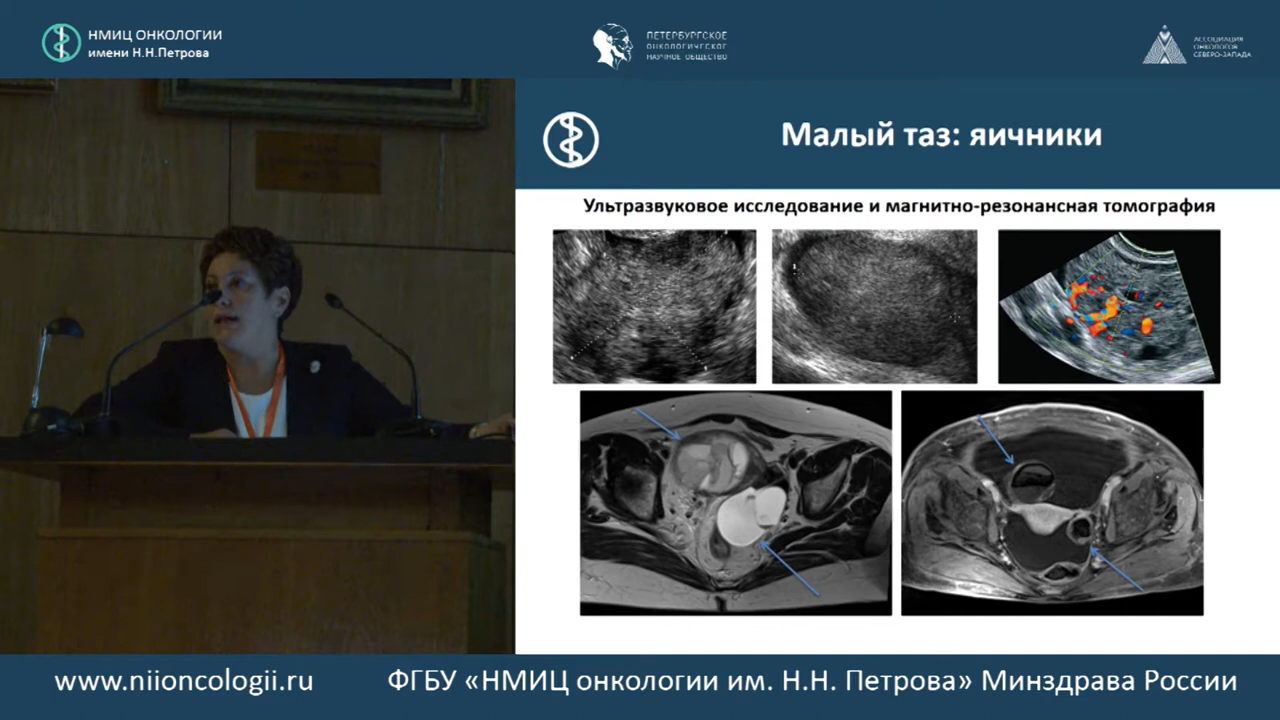 НМИЦ ОНКОЛОГИИ
имени Н.Н.Петрова
ПЕТЕРБУРГСКОЕ
ОНКОЛОГИЧЕСКОЕ
НАУЧНОЕ ОБЩЕСТВО
АССОЦИАЦИЯ
ОНКОЛОГОВ
СЕВЕРО-ЗАПАДА
Малый таз: яичники
Ультразвуковое исследование и магнитно-резонансная томография
www.niioncologii.ru
ФГБУ «НМИЦ онкологии им. Н.Н. Петрова» Минздрава России